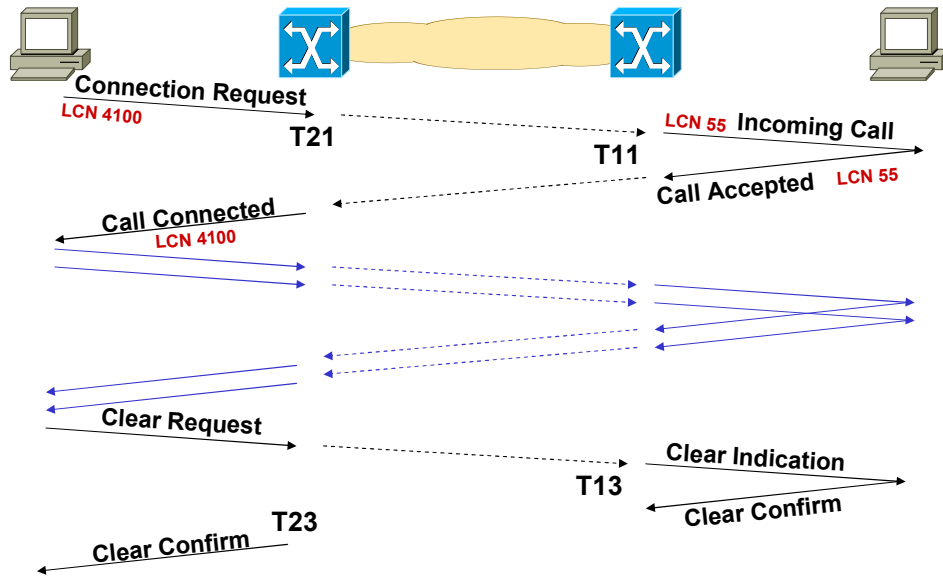 Connection Request
LCN 4100
T21
T11
LCN 55 Incoming Call
Call Accepted LCN 55
Call Connected
LCN 4100
Clear Request
Clear Indication
T13
Clear Confirm
T23
Clear Confirm